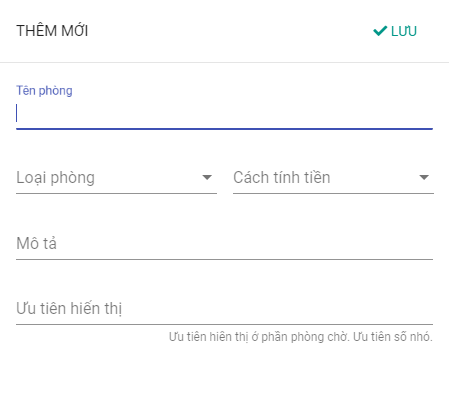 THÊM MỚI
LƯU
Tên phòng
Loại phòng
Cách tính tiền
Mô tả
Ưu tiên hiển thị
Ưu tiên hiển thị ở phần phòng chờ. Ưu tiên số nhỏ.